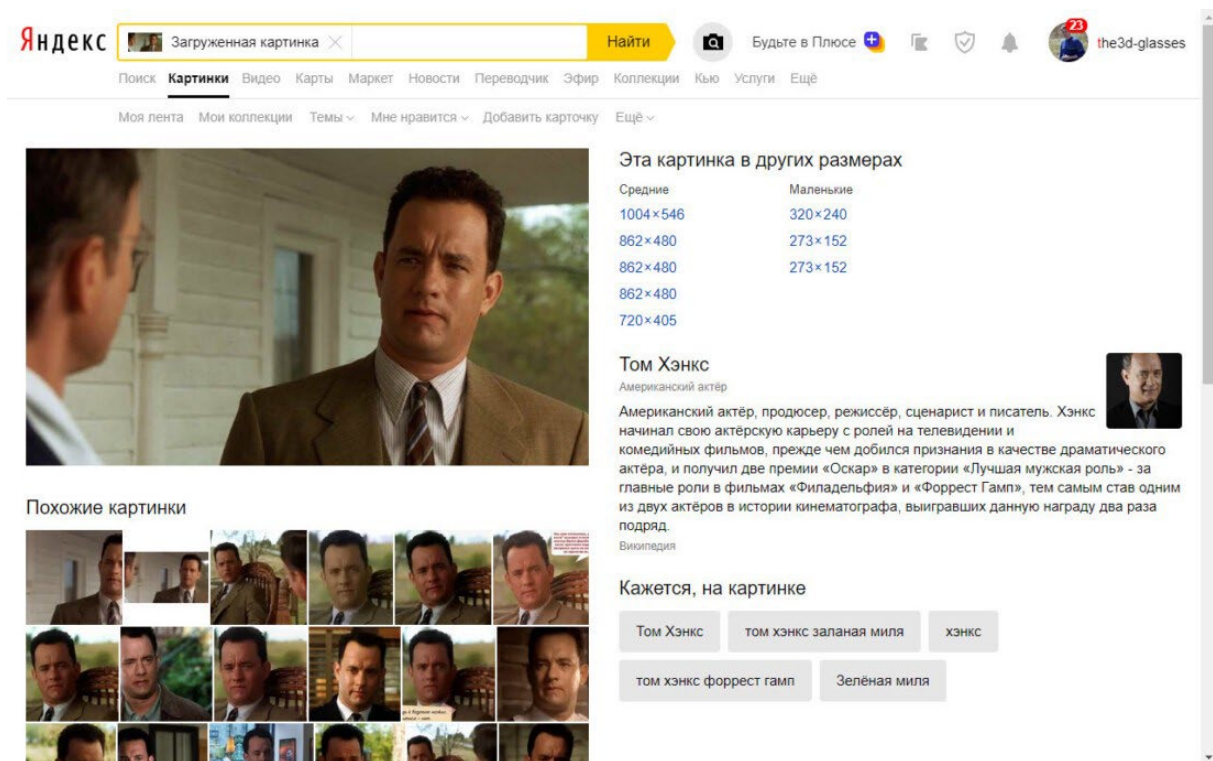 Яндекс
Загруженная картинка
Найти
Будьте в Плюсе
23
the3d-glasses
Поиск Картинки Видео Карты Маркет Новости Переводчик Эфир Коллекции Кью Услуги Ещё
Моя лента Мои коллекции Темы Мне нравится Добавить карточку Ещё
Эта картинка в других размерах
Средние Маленькие
1004×546 320×240
862×480 273×152
862×480 273×152
862×480
720×405
Том Хэнкс
Американский актёр
Американский актёр, продюсер, режиссёр, сценарист и писатель. Хэнкс
начинал свою актёрскую карьеру с ролей на телевидении и
комедийных фильмов, прежде чем добился признания в качестве драматического
актёра, и получил две премии «Оскар» в категории «Лучшая мужская роль» - за
главные роли в фильмах «Филадельфия» и «Форрест Гамп», тем самым став одним
из двух актёров в истории кинематографа, выигравших данную награду два раза
подряд.
Википедия
Похожие картинки
Кажется, на картинке
Том Хэнкс том хэнкс заланая миля хэнкс
том хэнкс форрест гамп Зелёная миля